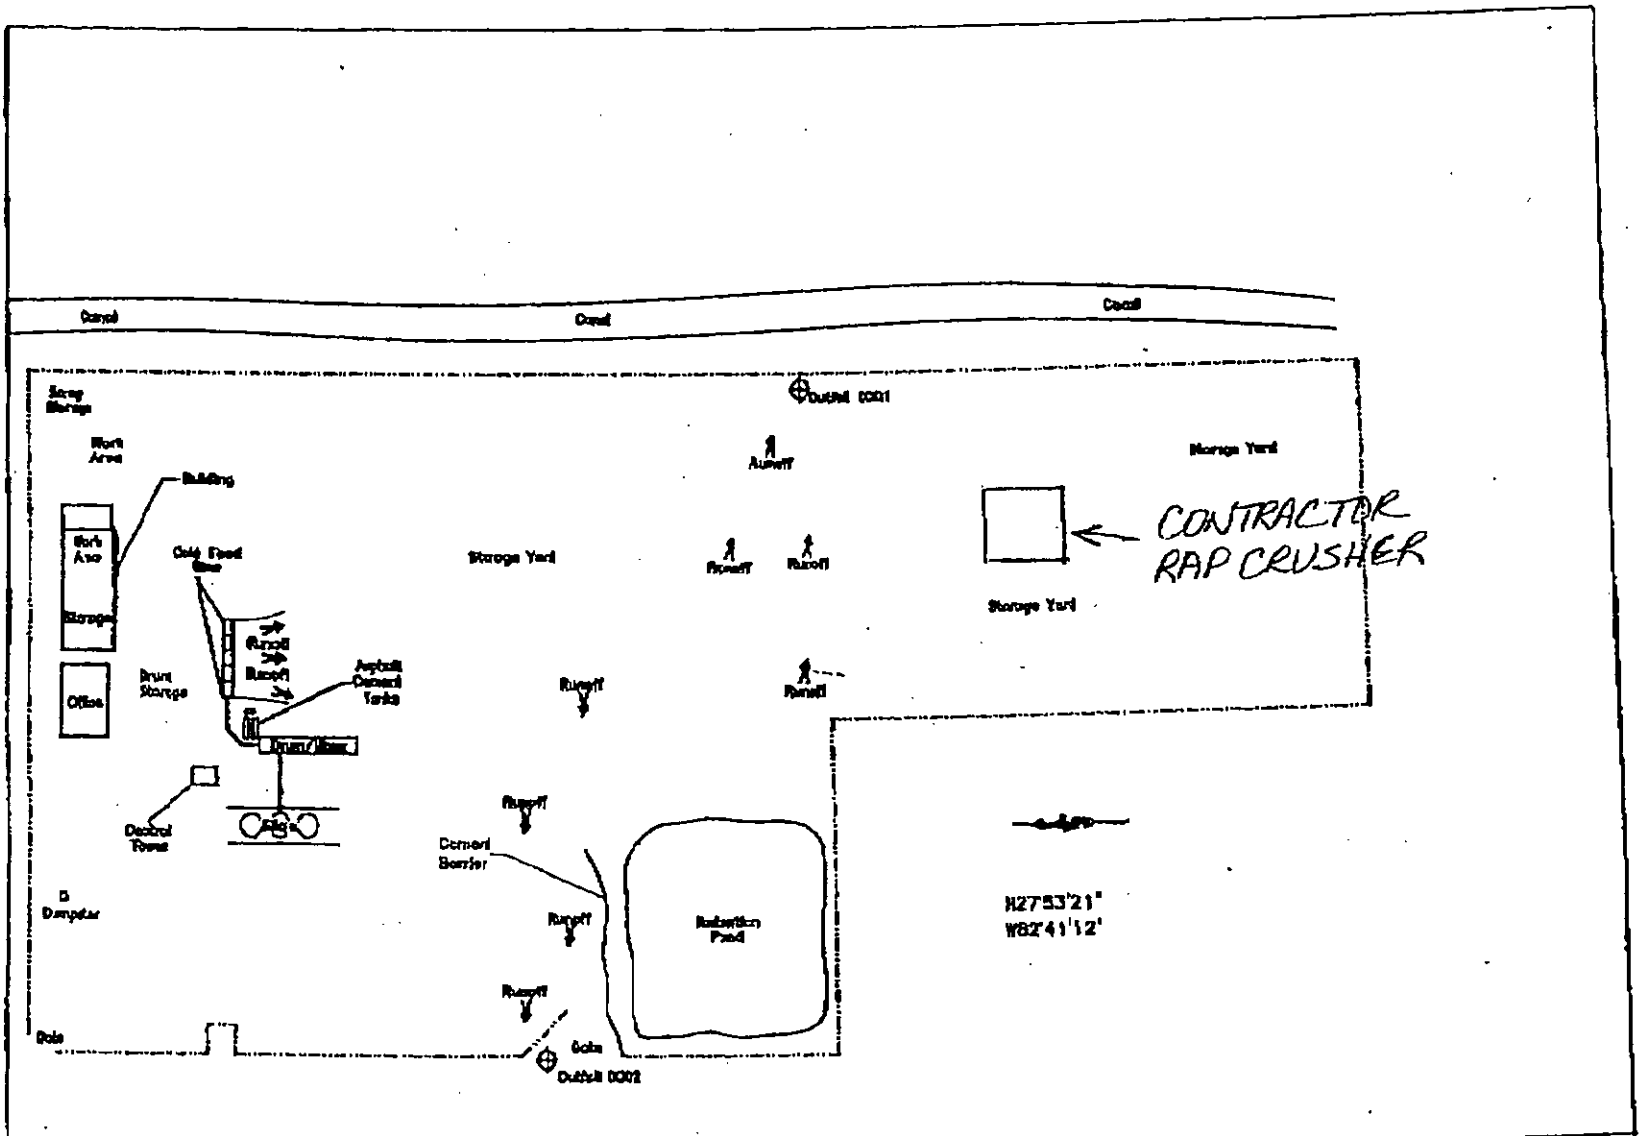 Canal
Canal
Canal
Scrap
Storage
Outfall 0001
Work
Area
Runoff
Storage Yard
Building
CONTRACTOR
RAP CRUSHER
Work
Area
Cold Feed
Storage Yard
Runoff
Runoff
Storage Yard
Storage
Runoff
Runoff
Asphalt
Cement
Tanks
Drum
Storage
Office
Runoff
Runoff
Drum/Mixer
Control
Tower
Silos
Runoff
Cement
Barrier
Dumpster
Runoff
Retention
Pond
N27°53'21"
W82°41'12"
Runoff
Gate
Gate
Outfall 0002